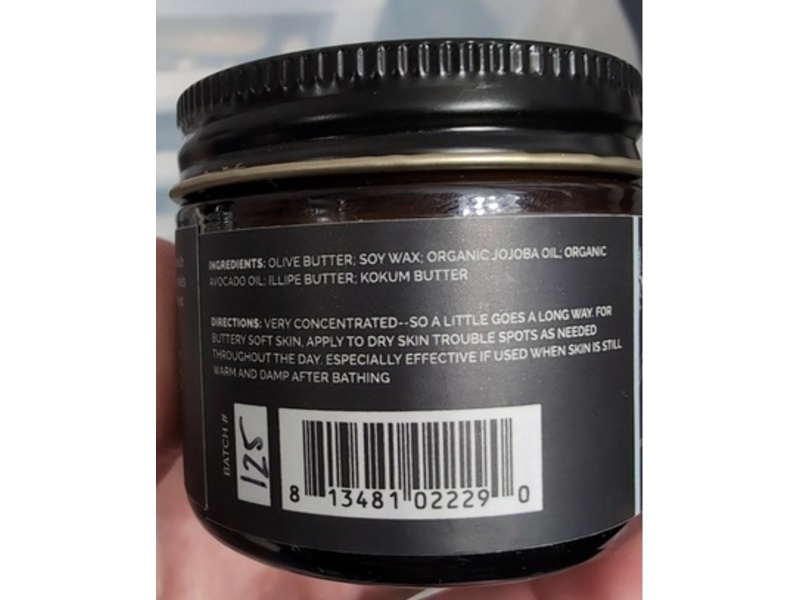 INGREDIENTS: OLIVE BUTTER; SOY WAX; ORGANIC JOJOBA OIL; ORGANIC
AVOCADO OIL; ILLIPE BUTTER; KOKUM BUTTER
DIRECTIONS: VERY CONCENTRATED--SO A LITTLE GOES A LONG WAY. FOR
BUTTERY SOFT SKIN, APPLY TO DRY SKIN TROUBLE SPOTS AS NEEDED
THROUGHOUT THE DAY. ESPECIALLY EFFECTIVE IF USED WHEN SKIN IS STILL
WARM AND DAMP AFTER BATHING
BATCH #
125
8 13481 02229 0